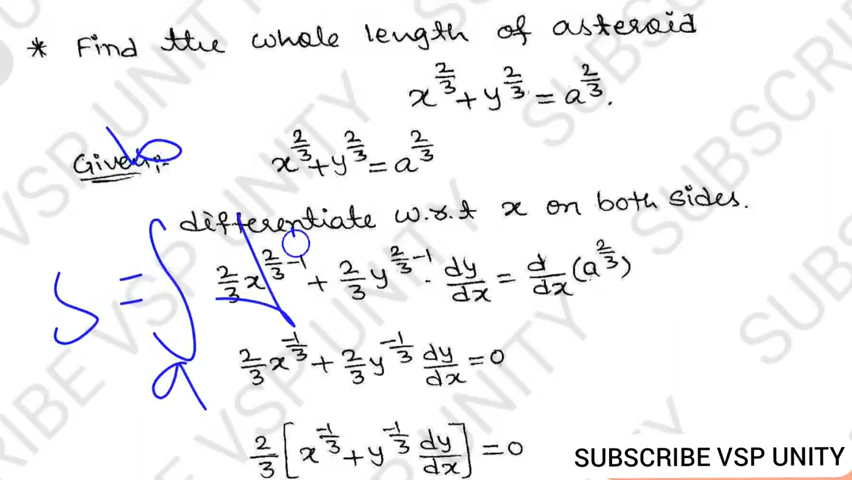 * Find the whole length of asteroid
x^{2/3} + y^{2/3} = a^{2/3}.
Given:- x^{2/3} + y^{2/3} = a^{2/3}
differentiate w.r.t x on both sides.
2/3 x^{2/3 -1} + 2/3 y^{2/3 -1} . dy/dx = d/dx (a^{2/3})
2/3 x^{-1/3} + 2/3 y^{-1/3} dy/dx = 0
2/3 [x^{-1/3} + y^{-1/3} dy/dx] = 0
S = ∫
b
a
SUBSCRIBE VSP UNITY